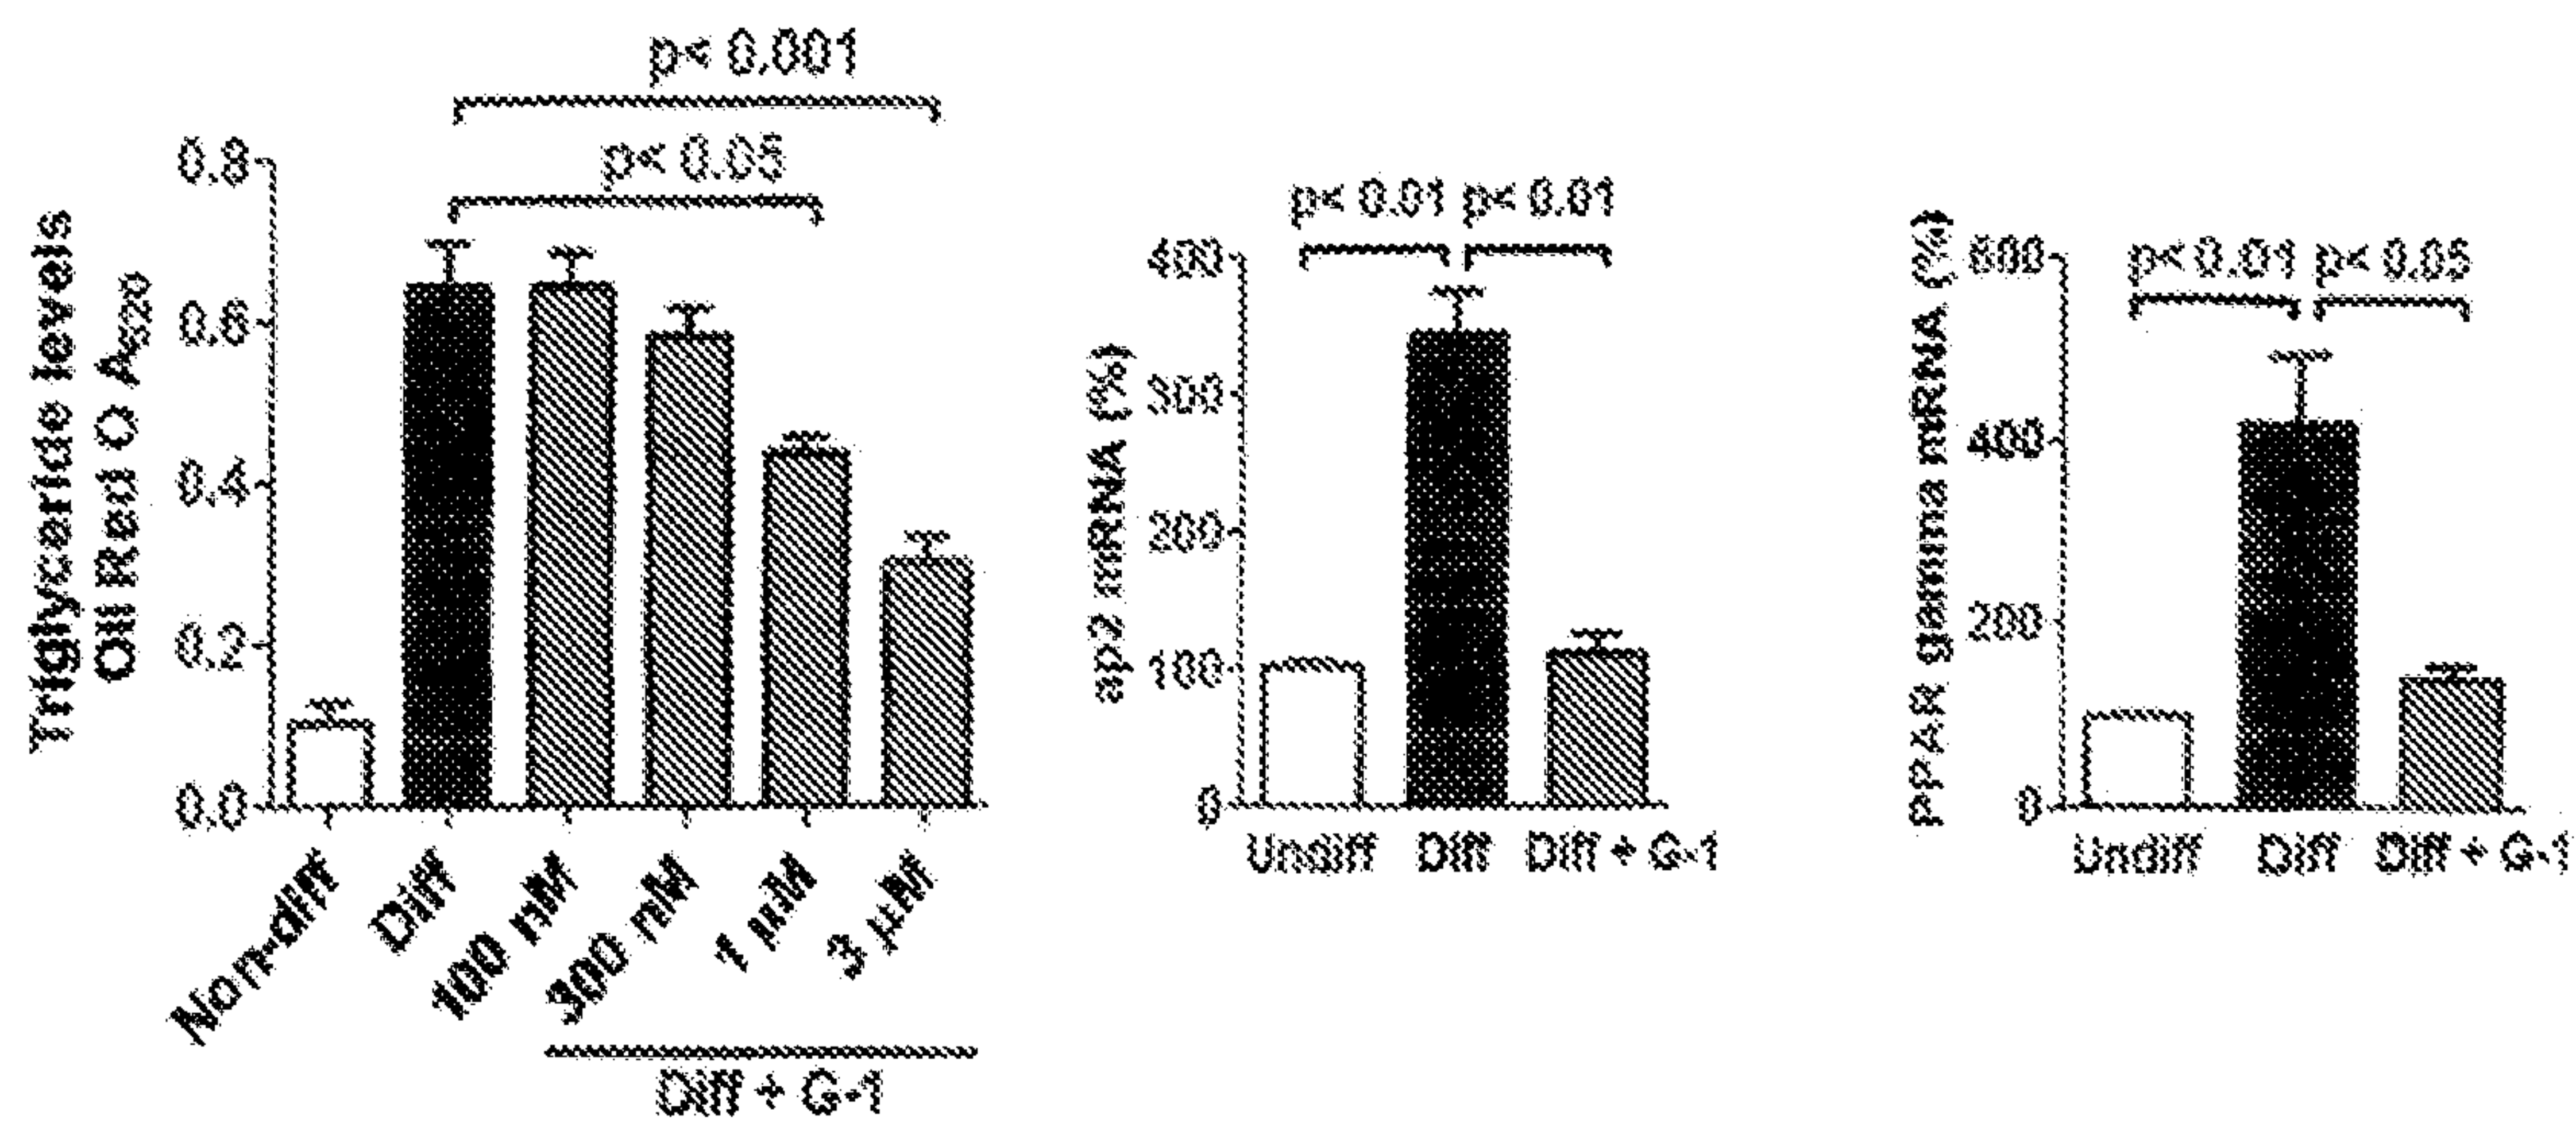 p< 0.001
p< 0.05
0.8
0.6
0.4
0.2
0.0
Triglyceride levels
Oil Red O A520
Non-diff
Diff
100 nM
300 nM
1 μM
3 μM
Diff + G-1
p< 0.01 p< 0.01
400
300
200
100
0
ap2 mRNA (%)
Undiff Diff Diff + G-1
p< 0.01 p< 0.05
600
400
200
0
PPAR gamma mRNA (%)
Undiff Diff Diff + G-1